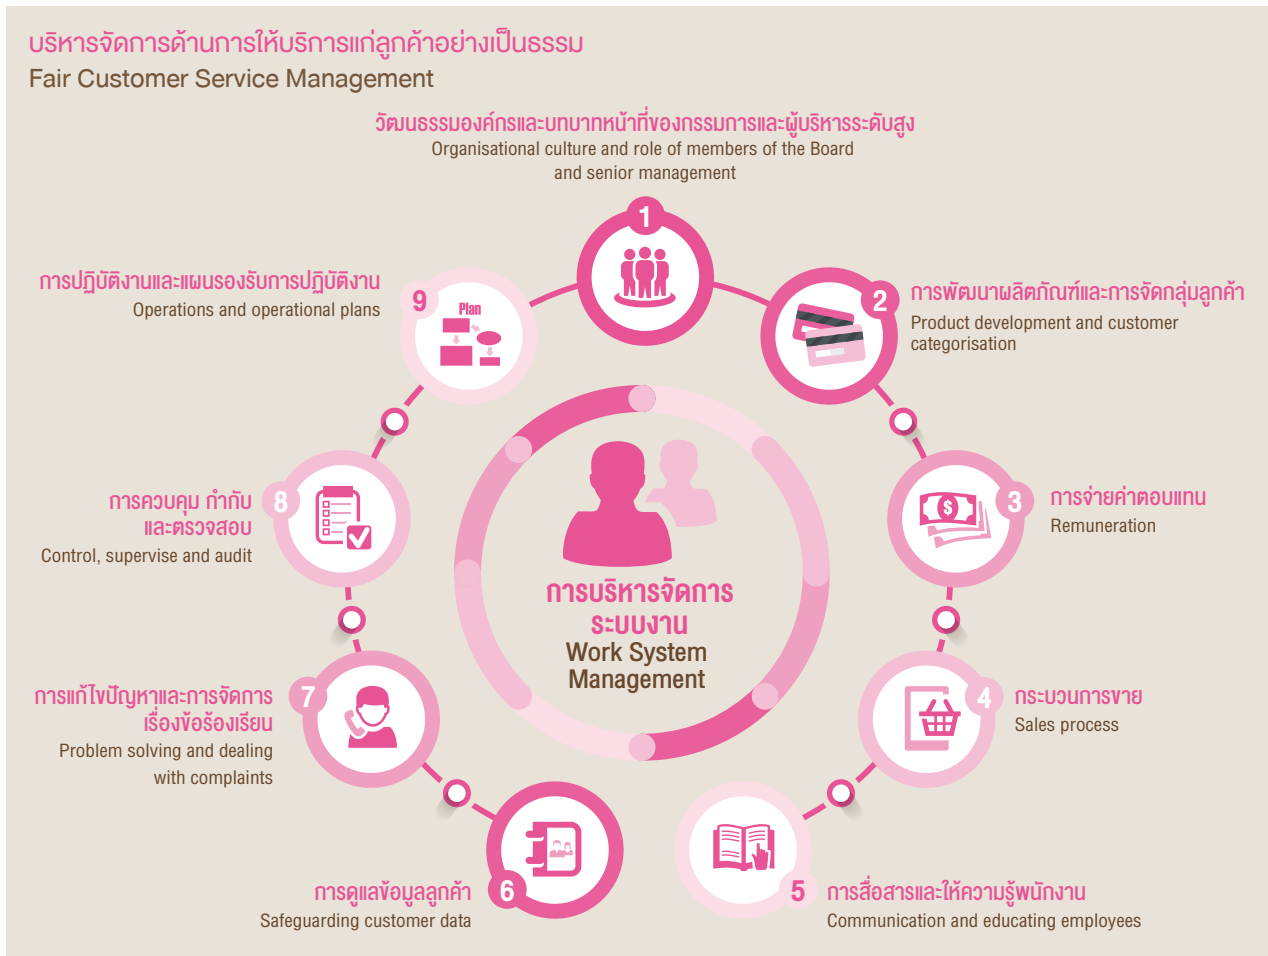 บริหารจัดการด้านการให้บริการแก่ลูกค้าอย่างเป็นธรรม
Fair Customer Service Management
วัฒนธรรมองค์กรและบทบาทหน้าที่ของกรรมการและผู้บริหารระดับสูง
Organisational culture and role of members of the Board
and senior management
1
2
การพัฒนาผลิตภัณฑ์และการจัดกลุ่มลูกค้า
Product development and customer
categorisation
3
การจ่ายค่าตอบแทน
Remuneration
4
กระบวนการขาย
Sales process
5
การสื่อสารและให้ความรู้พนักงาน
Communication and educating employees
6
การดูแลข้อมูลลูกค้า
Safeguarding customer data
7
การแก้ไขปัญหาและการจัดการ
เรื่องข้อร้องเรียน
Problem solving and dealing
with complaints
8
การควบคุม กำกับ
และตรวจสอบ
Control, supervise and audit
9
Plan
การปฏิบัติงานและแผนรองรับการปฏิบัติงาน
Operations and operational plans
$
การบริหารจัดการ
ระบบงาน
Work System
Management